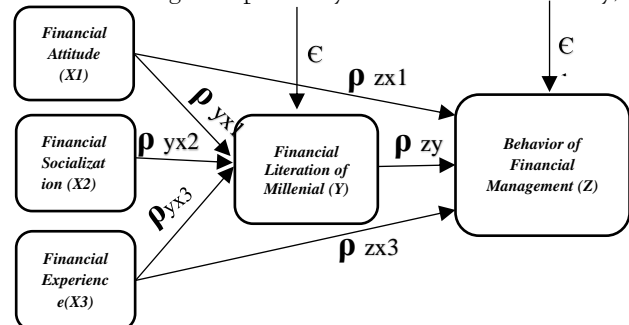 Financial
Attitude
(X1)
Є
Є
ρ zx1
ρ yx1
Financial
Socializat
ion (X2)
ρ yx2
Financial
Literation of
Millenial (Y)
ρ zy
Behavior of
Financial
Management (Z)
ρyx3
Financial
Experienc
e(X3)
ρ zx3